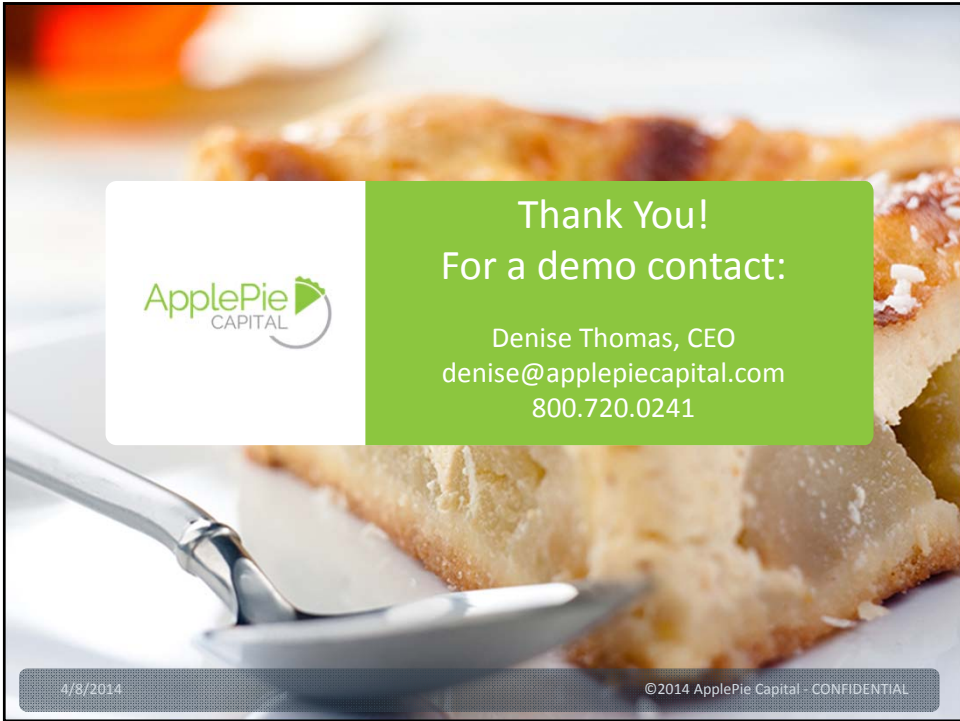 ApplePie
CAPITAL
Thank You!
For a demo contact:
Denise Thomas, CEO
denise@applepiecapital.com
800.720.0241
4/8/2014
©2014 ApplePie Capital - CONFIDENTIAL